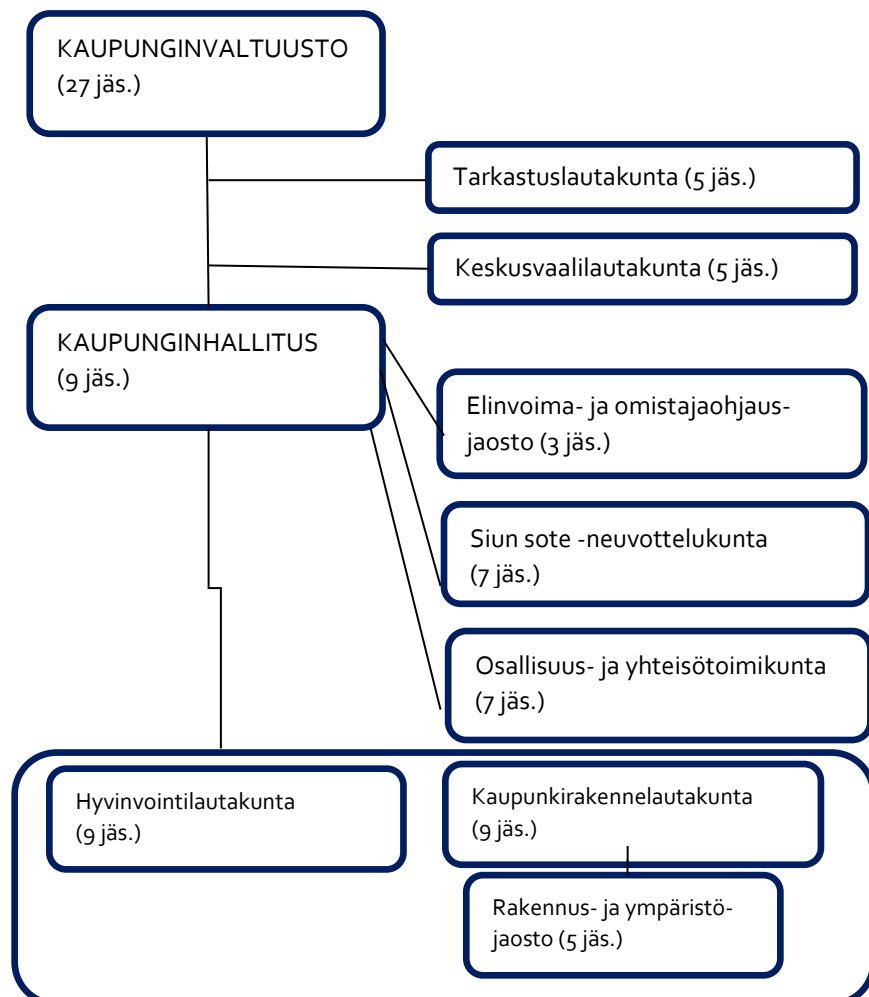 KAUPUNGINVALTUUSTO
(27 jäs.)
Tarkastuslautakunta (5 jäs.)
Keskusvaalilautakunta (5 jäs.)
KAUPUNGINHALLITUS
(9 jäs.)
Elinvoima- ja omistajaohjaus-
jaosto (3 jäs.)
Siun sote -neuvottelukunta
(7 jäs.)
Osallisuus- ja yhteisötoimikunta
(7 jäs.)
Hyvinvointilautakunta
(9 jäs.)
Kaupunkirakennelautakunta
(9 jäs.)
Rakennus- ja ympäristö-
jaosto (5 jäs.)